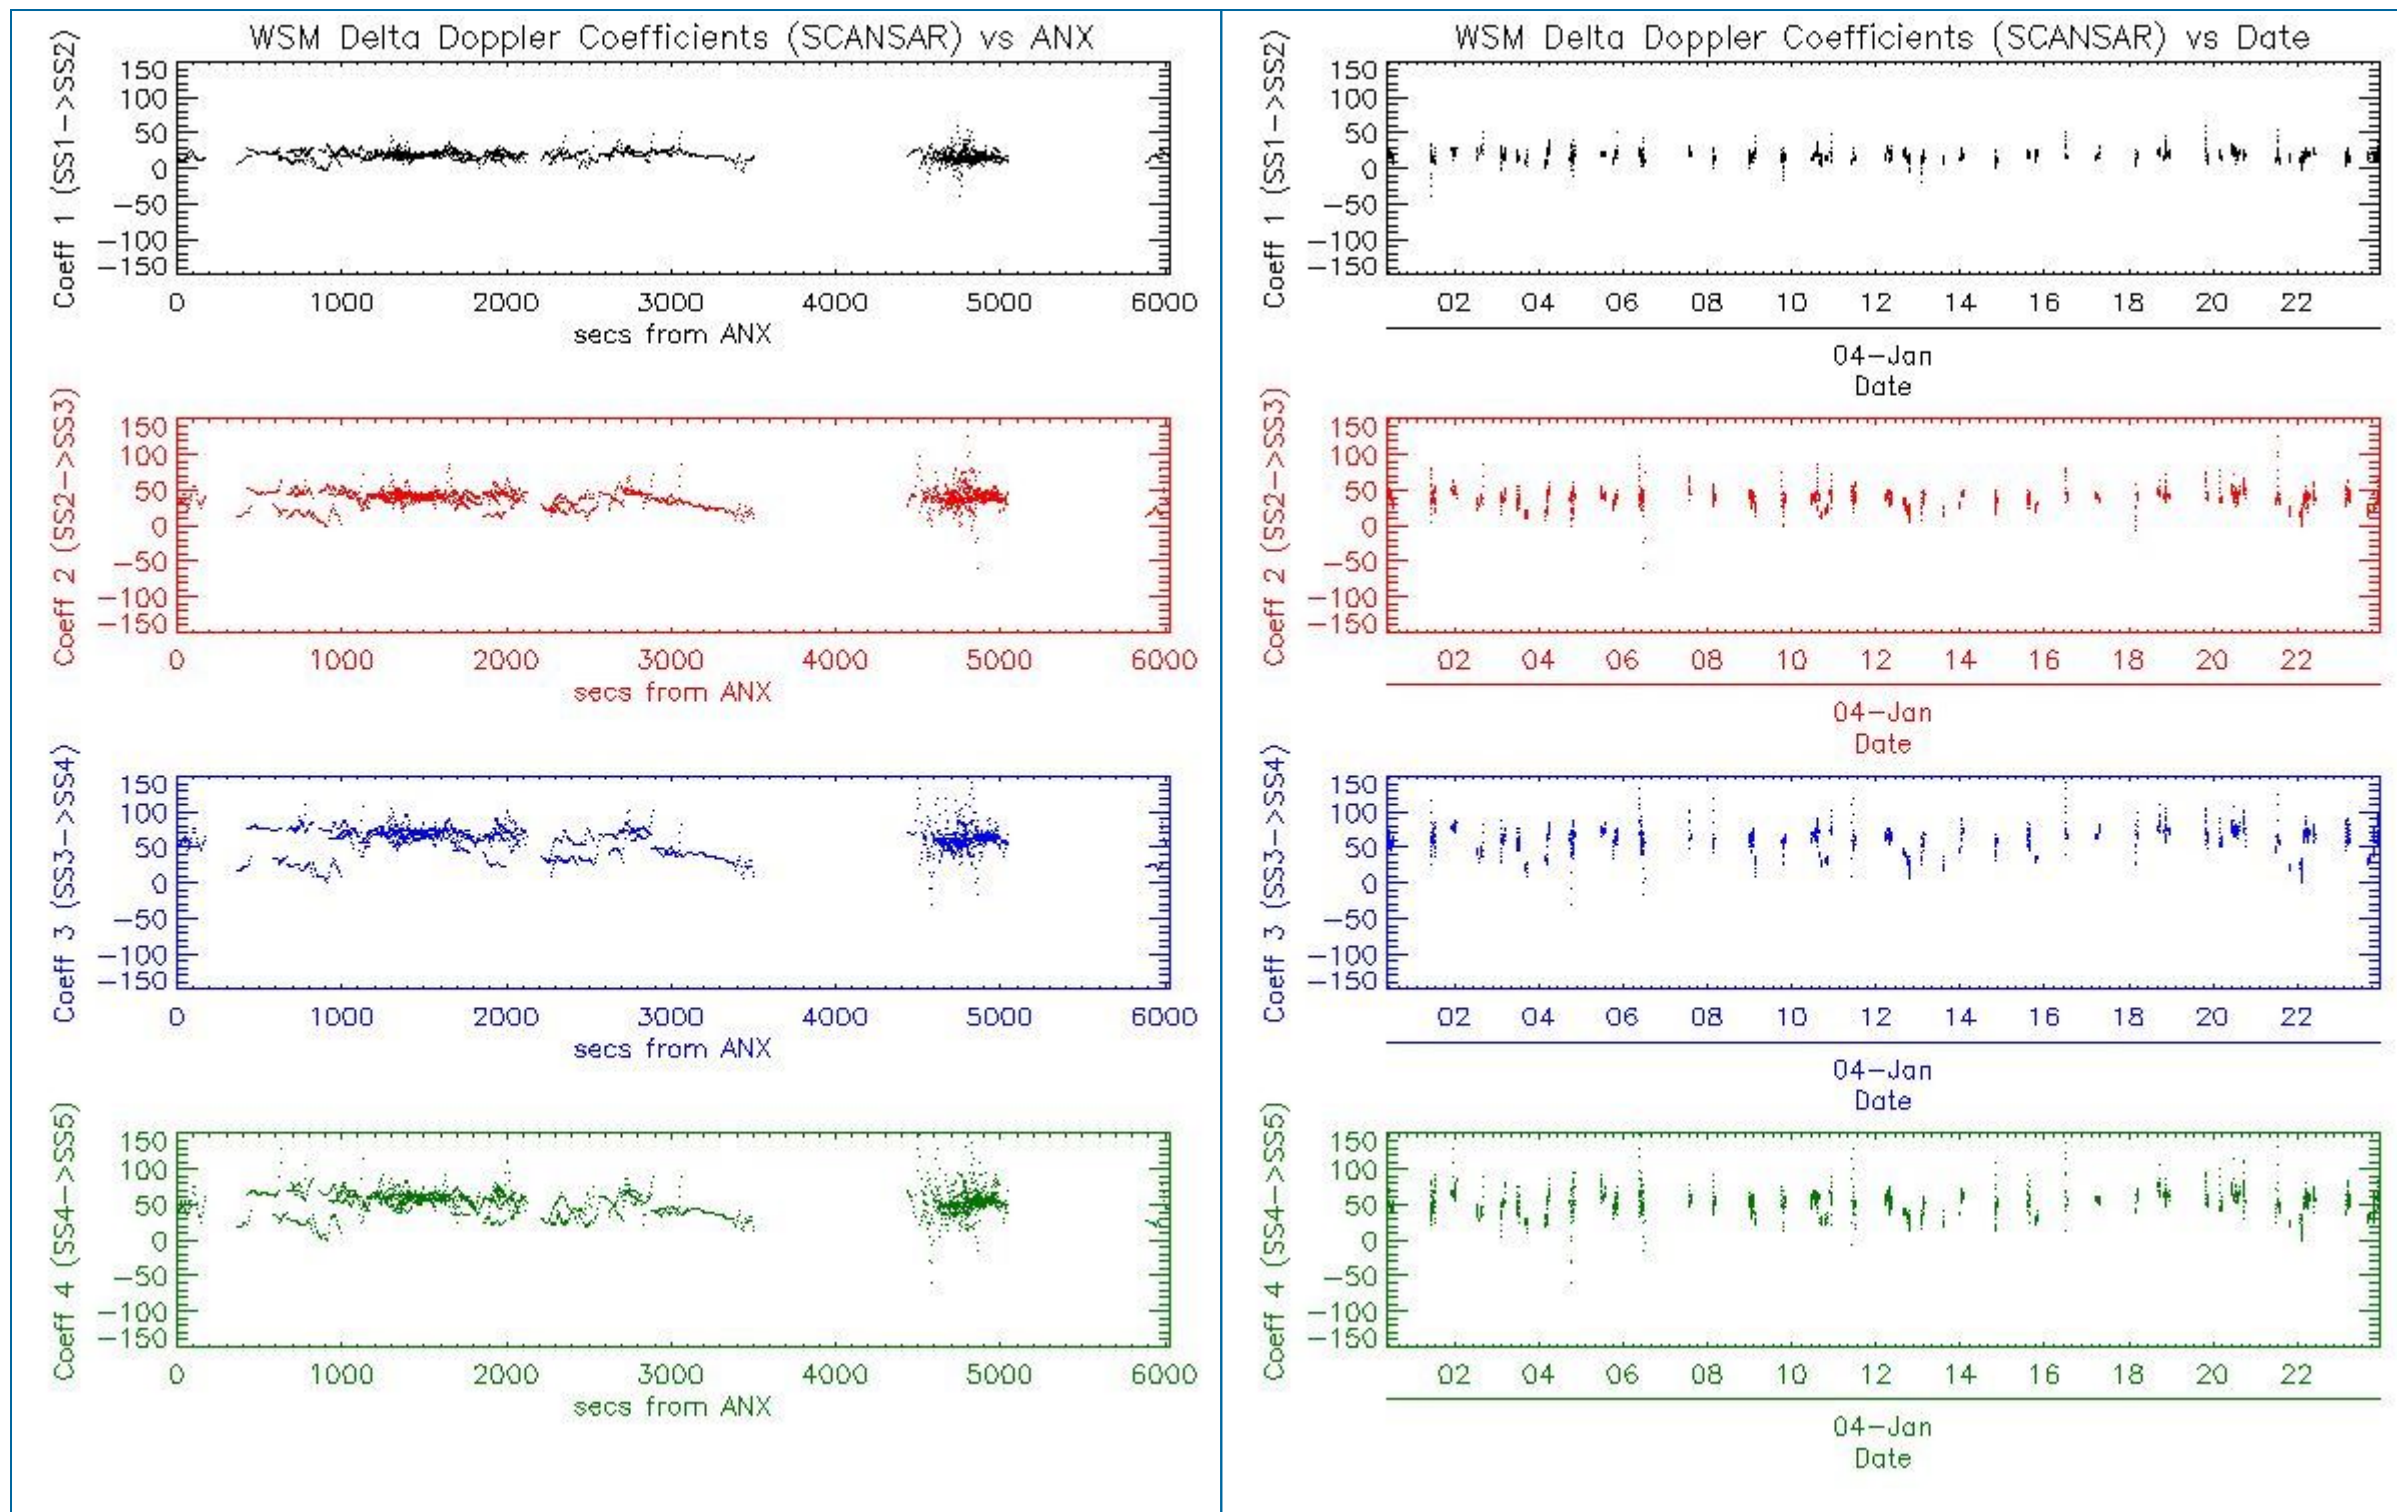 WSM Delta Doppler Coefficients (SCANSAR) vs ANX
Coeff 1 (SS1->SS2)
150
100
50
0
-50
-100
-150
0 1000 2000 3000 4000 5000 6000
secs from ANX
Coeff 2 (SS2->SS3)
150
100
50
0
-50
-100
-150
0 1000 2000 3000 4000 5000 6000
secs from ANX
Coeff 3 (SS3->SS4)
150
100
50
0
-50
-100
-150
0 1000 2000 3000 4000 5000 6000
secs from ANX
Coeff 4 (SS4->SS5)
150
100
50
0
-50
-100
-150
0 1000 2000 3000 4000 5000 6000
secs from ANX
WSM Delta Doppler Coefficients (SCANSAR) vs Date
Coeff 1 (SS1->SS2)
150
100
50
0
-50
-100
-150
02 04 06 08 10 12 14 16 18 20 22
04-Jan
Date
Coeff 2 (SS2->SS3)
150
100
50
0
-50
-100
-150
02 04 06 08 10 12 14 16 18 20 22
04-Jan
Date
Coeff 3 (SS3->SS4)
150
100
50
0
-50
-100
-150
02 04 06 08 10 12 14 16 18 20 22
04-Jan
Date
Coeff 4 (SS4->SS5)
150
100
50
0
-50
-100
-150
02 04 06 08 10 12 14 16 18 20 22
04-Jan
Date